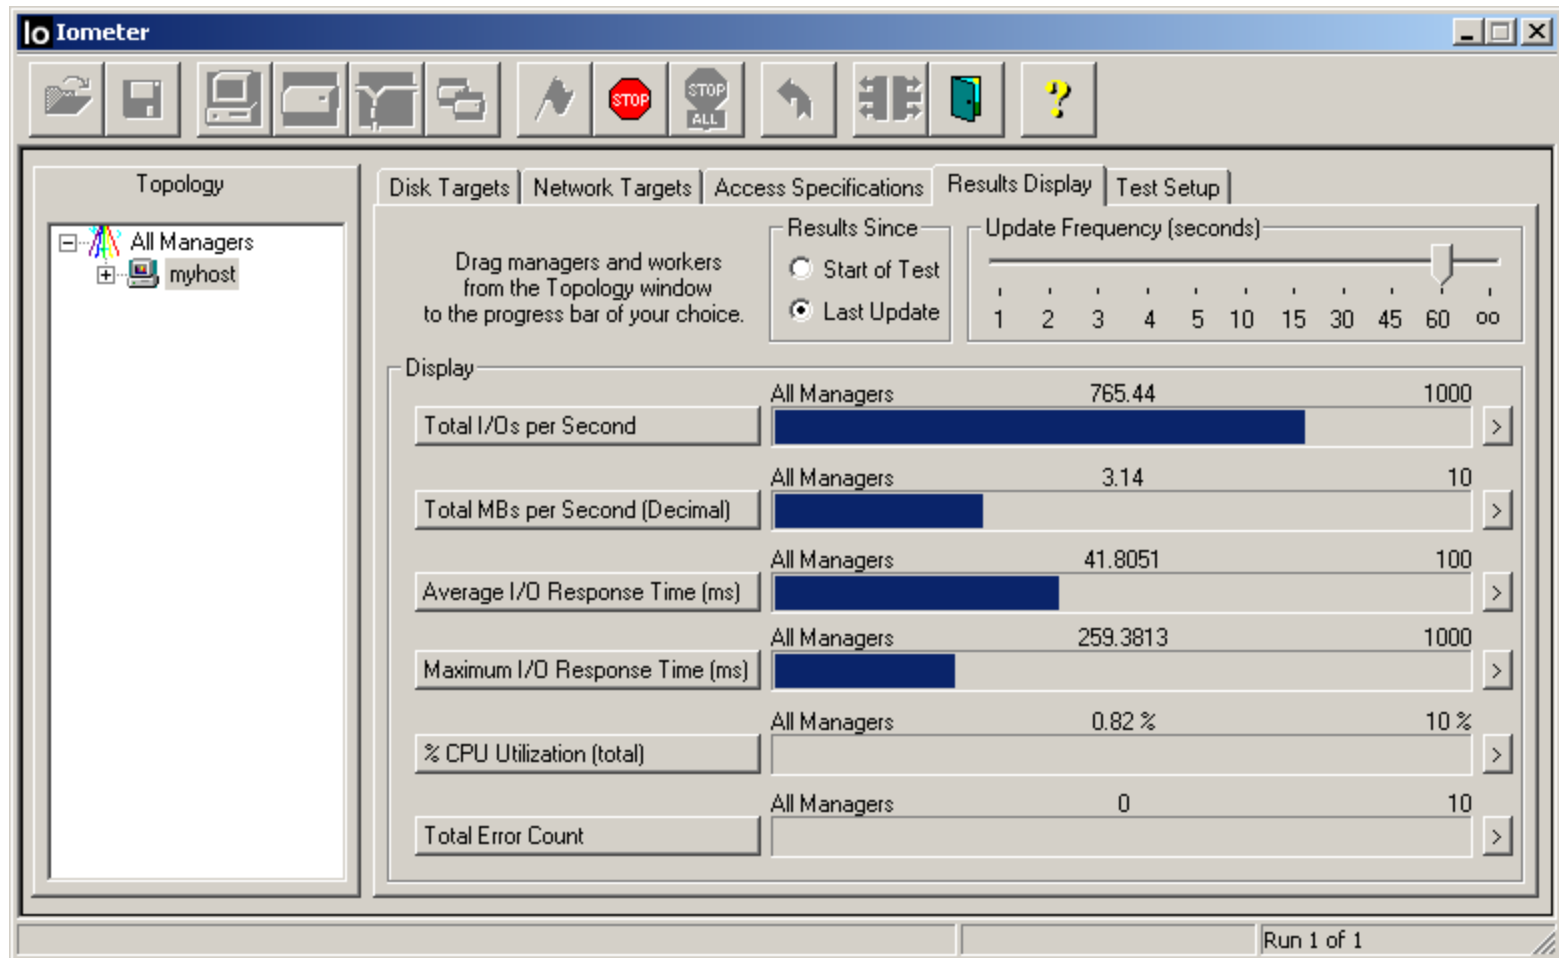 Io Iometer
STOP
STOP
ALL
?
Topology
All Managers
myhost
Disk Targets
Network Targets
Access Specifications
Results Display
Test Setup
Drag managers and workers
from the Topology window
to the progress bar of your choice.
Results Since
Start of Test
Last Update
Update Frequency (seconds)
1 2 3 4 5 10 15 30 45 60 oo
Display
All Managers 765.44 1000
Total I/Os per Second >
All Managers 3.14 10
Total MBs per Second (Decimal) >
All Managers 41.8051 100
Average I/O Response Time (ms) >
All Managers 259.3813 1000
Maximum I/O Response Time (ms) >
All Managers 0.82 % 10 %
% CPU Utilization (total) >
All Managers 0 10
Total Error Count >
Run 1 of 1